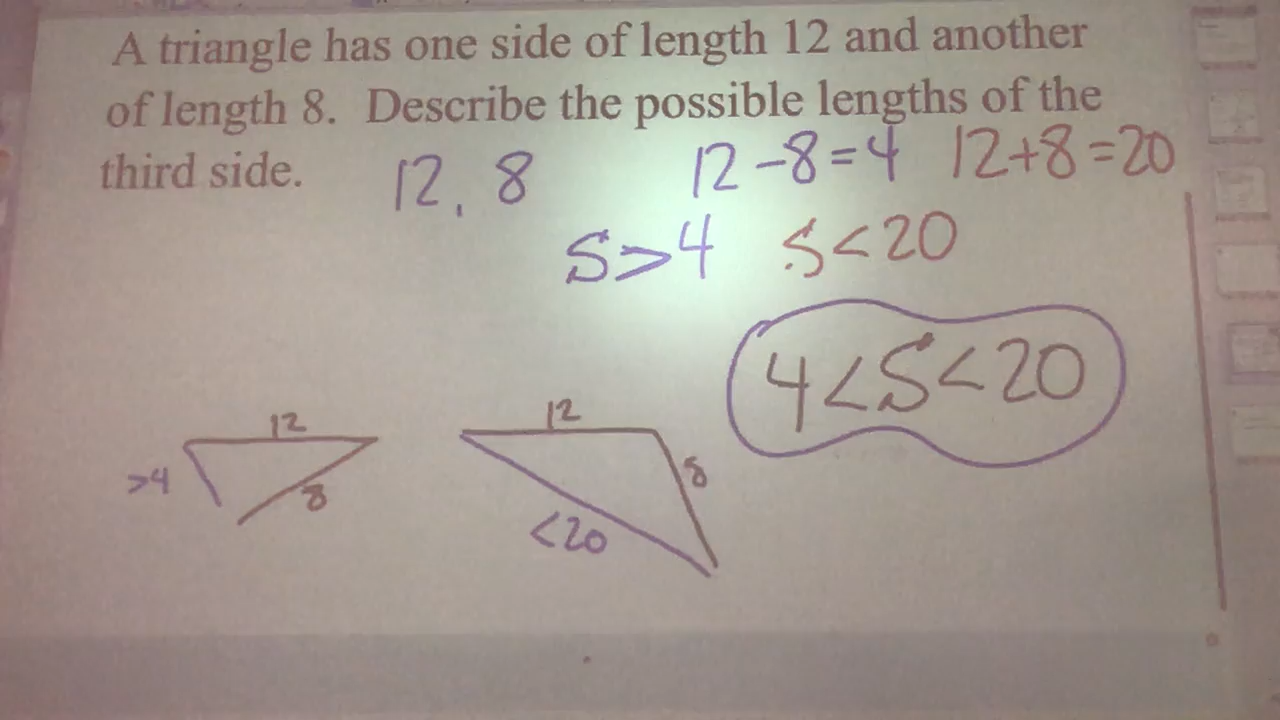 A triangle has one side of length 12 and another
of length 8. Describe the possible lengths of the
third side. 12, 8 12-8=4 12+8=20
S>4 S<20
4<S<20
12 12
>4 8 8
<20